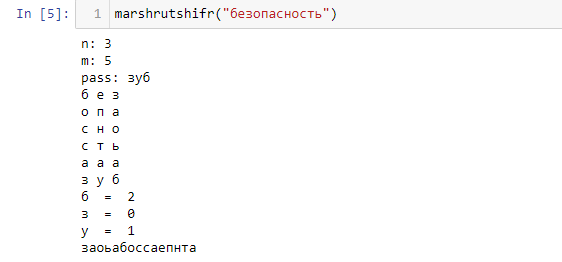 In [5]: 1 marshrutshifr("безопасность")
n: 3
m: 5
pass: зуб
б е з
о п а
с н о
с т ь
а а а
з у б
б  =  2
з  =  0
у  =  1
заоьабоссаепнта